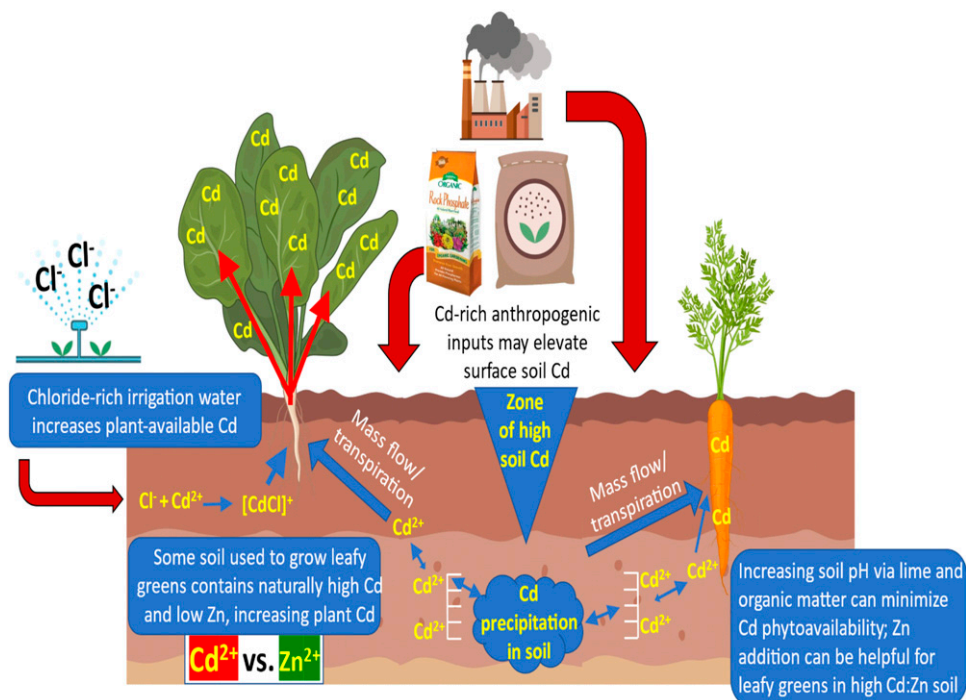 Cd
Cd
Cd
Cd
Cd
Cd
Cd
Cd
Cd
Cd
Cl-
Cl-
Cl-
ORGANIC
Rock Phosphate
Cd-rich anthropogenic
inputs may elevate
surface soil Cd
Chloride-rich irrigation water
increases plant-available Cd
Zone
of high
soil Cd
Mass flow/
transpiration
Mass flow/
transpiration
Cd
Cd
Cl⁻ + Cd²⁺
[CdCl]⁺
Cd²⁺
Some soil used to grow leafy
greens contains naturally high Cd
and low Zn, increasing plant Cd
Cd²⁺ vs. Zn²⁺
Cd²⁺
Cd²⁺
Cd
precipitation
in soil
Cd²⁺
Cd²⁺
Cd²⁺
Increasing soil pH via lime and
organic matter can minimize
Cd phytoavailability; Zn
addition can be helpful for
leafy greens in high Cd:Zn soil